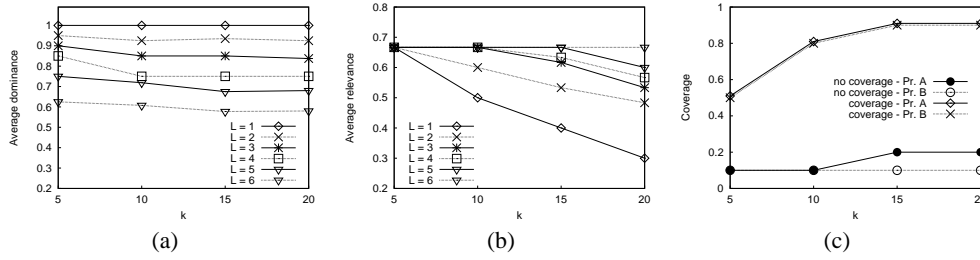 1
0.9
0.8
0.7
0.6
0.5
0.4
0.3
0.2
5
10
15
20
Average dominance
k
L = 1
L = 2
L = 3
L = 4
L = 5
L = 6
(a)
0.8
0.7
0.6
0.5
0.4
0.3
0.2
5
10
15
20
Average relevance
k
L = 1
L = 2
L = 3
L = 4
L = 5
L = 6
(b)
1
0.8
0.6
0.4
0.2
0
5
10
15
Coverage
k
no coverage - Pr. A
no coverage - Pr. B
coverage - Pr. A
coverage - Pr. B
(c)